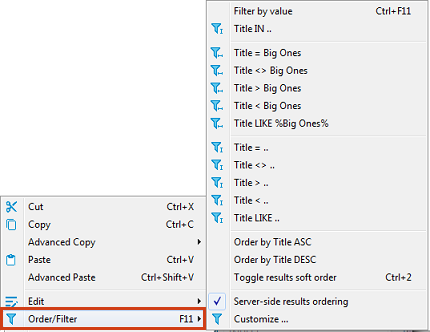 Filter by value Ctrl+F11
Title IN ..
Title = Big Ones
Title <> Big Ones
Title > Big Ones
Title < Big Ones
Title LIKE %Big Ones%
Title = ..
Title <> ..
Title > ..
Title < ..
Title LIKE ..
Order by Title ASC
Order by Title DESC
Toggle results soft order Ctrl+2
Server-side results ordering
Customize ...
Cut Ctrl+X
Copy Ctrl+C
Advanced Copy
Paste Ctrl+V
Advanced Paste Ctrl+Shift+V
Edit
Order/Filter F11